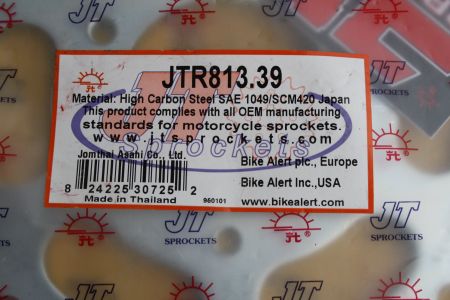 JT
SPROCKETS
JTR813.39
Material: High Carbon Steel SAE 1049/SCM420 Japan
This product complies with all OEM manufacturing
standards for motorcycle sprockets.
www.jtsprockets.com
JT Sprockets
Jomthai Asahi Co., Ltd.
Bike Alert plc., Europe
8 24225 30725 2
Bike Alert Inc.,USA
Made in Thailand
960101
www.bikealert.com
JT
SPROCKETS
JT
SPROCKETS